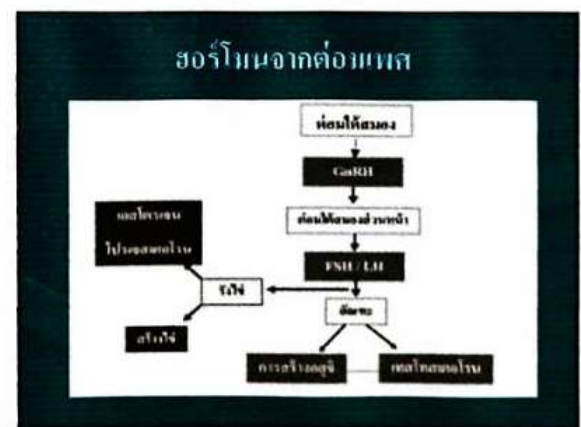 ฮอร์โมนจากต่อมเพศ
ต่อมใต้สมอง
GnRH
ต่อมใต้สมองส่วนหน้า
FSH / LH
เอสโตรเจน
โปรเจสเตอโรน
รังไข่
อัณฑะ
สร้างไข่
การสร้างอสุจิ
เทสโทสเตอโรน